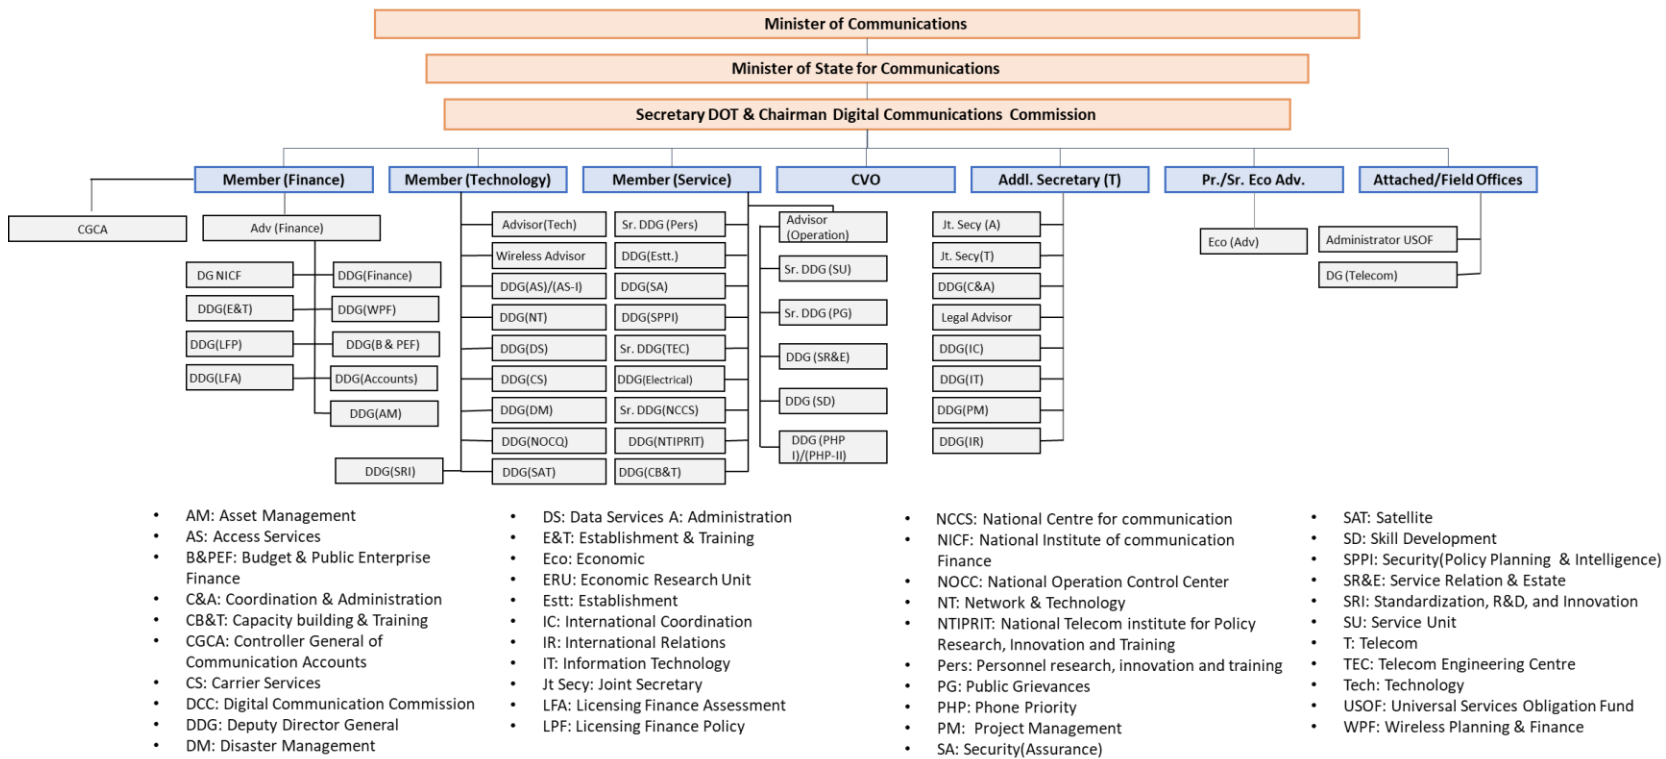 Minister of Communications
Minister of State for Communications
Secretary DOT & Chairman Digital Communications Commission
Member (Finance)
Member (Technology)
Member (Service)
CVO
Addl. Secretary (T)
Pr./Sr. Eco Adv.
Attached/Field Offices
CGCA
Adv (Finance)
DG NICF
DDG(Finance)
DDG(E&T)
DDG(WPF)
DDG(LFP)
DDG(B & PEF)
DDG(LFA)
DDG(Accounts)
DDG(AM)
Advisor(Tech)
Wireless Advisor
DDG(AS)/(AS-I)
DDG(NT)
DDG(DS)
DDG(CS)
DDG(DM)
DDG(NOCQ)
DDG(SRI)
DDG(SAT)
Sr. DDG (Pers)
DDG(Estt.)
DDG(SA)
DDG(SPPI)
Sr. DDG(TEC)
DDG(Electrical)
Sr. DDG(NCCS)
DDG(NTIPRIT)
DDG(CB&T)
Advisor
(Operation)
Sr. DDG (SU)
Sr. DDG (PG)
DDG (SR&E)
DDG (SD)
DDG (PHP
I)/(PHP-II)
Jt. Secy (A)
Jt. Secy(T)
DDG(C&A)
Legal Advisor
DDG(IC)
DDG(IT)
DDG(PM)
DDG(IR)
Eco (Adv)
Administrator USOF
DG (Telecom)
• AM: Asset Management
• AS: Access Services
• B&PEF: Budget & Public Enterprise
Finance
• C&A: Coordination & Administration
• CB&T: Capacity building & Training
• CGCA: Controller General of
Communication Accounts
• CS: Carrier Services
• DCC: Digital Communication Commission
• DDG: Deputy Director General
• DM: Disaster Management
• DS: Data Services A: Administration
• E&T: Establishment & Training
• Eco: Economic
• ERU: Economic Research Unit
• Estt: Establishment
• IC: International Coordination
• IR: International Relations
• IT: Information Technology
• Jt Secy: Joint Secretary
• LFA: Licensing Finance Assessment
• LPF: Licensing Finance Policy
• NCCS: National Centre for communication
• NICF: National Institute of communication
Finance
• NOCC: National Operation Control Center
• NT: Network & Technology
• NTIPRIT: National Telecom institute for Policy
Research, Innovation and Training
• Pers: Personnel research, innovation and training
• PG: Public Grievances
• PHP: Phone Priority
• PM: Project Management
• SA: Security(Assurance)
• SAT: Satellite
• SD: Skill Development
• SPPI: Security(Policy Planning & Intelligence)
• SR&E: Service Relation & Estate
• SRI: Standardization, R&D, and Innovation
• SU: Service Unit
• T: Telecom
• TEC: Telecom Engineering Centre
• Tech: Technology
• USOF: Universal Services Obligation Fund
• WPF: Wireless Planning & Finance